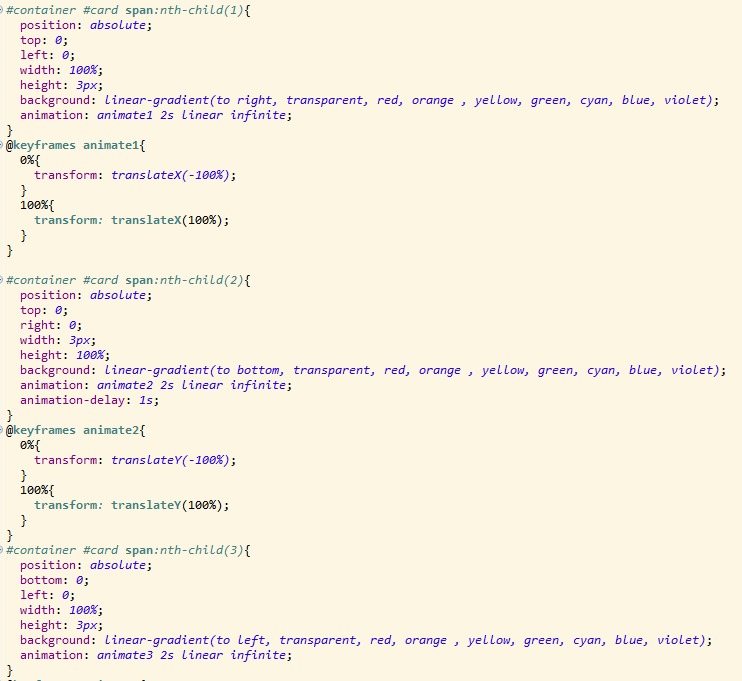 #container #card span:nth-child(1){
position: absolute;
top: 0;
left: 0;
width: 100%;
height: 3px;
background: linear-gradient(to right, transparent, red, orange , yellow, green, cyan, blue, violet);
animation: animate1 2s linear infinite;
}
@keyframes animate1{
0%{
transform: translateX(-100%);
}
100%{
transform: translateX(100%);
}
}
#container #card span:nth-child(2){
position: absolute;
top: 0;
right: 0;
width: 3px;
height: 100%;
background: linear-gradient(to bottom, transparent, red, orange , yellow, green, cyan, blue, violet);
animation: animate2 2s linear infinite;
animation-delay: 1s;
}
@keyframes animate2{
0%{
transform: translateY(-100%);
}
100%{
transform: translateY(100%);
}
}
#container #card span:nth-child(3){
position: absolute;
bottom: 0;
left: 0;
width: 100%;
height: 3px;
background: linear-gradient(to left, transparent, red, orange , yellow, green, cyan, blue, violet);
animation: animate3 2s linear infinite;
}